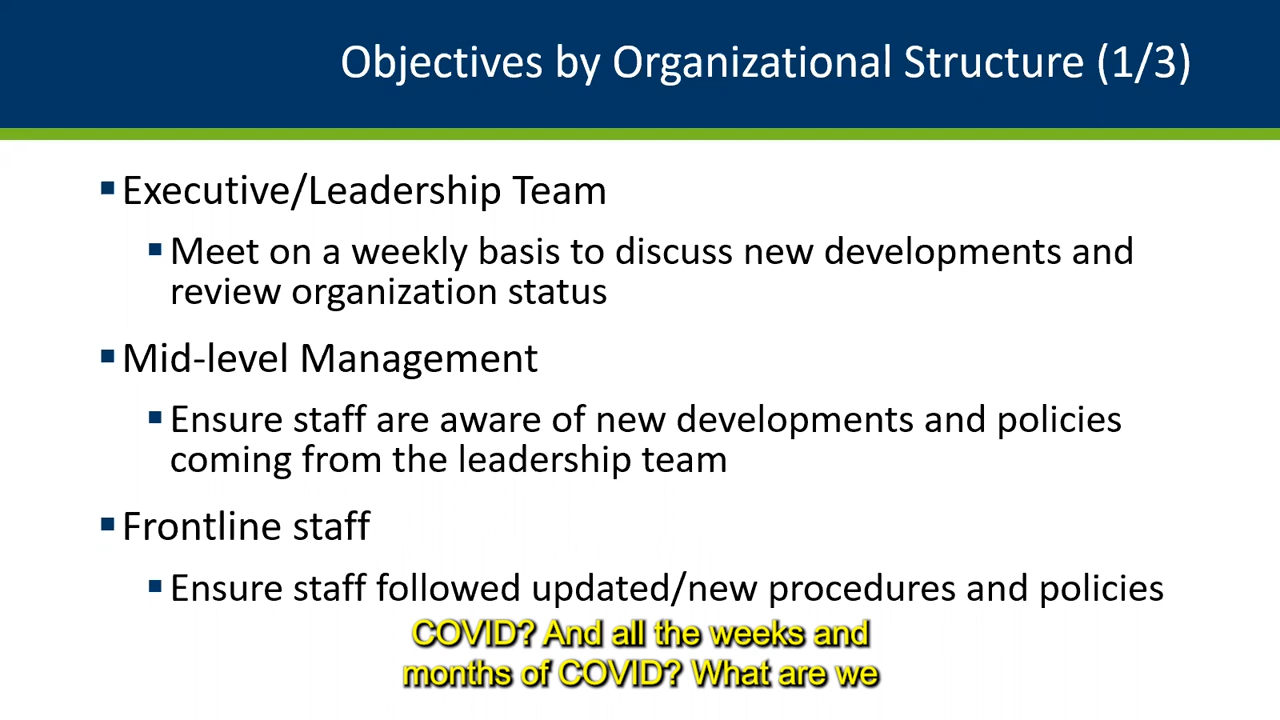 Objectives by Organizational Structure (1/3)
Executive/Leadership Team
Meet on a weekly basis to discuss new developments and
review organization status
Mid-level Management
Ensure staff are aware of new developments and policies
coming from the leadership team
Frontline staff
Ensure staff followed updated/new procedures and policies
COVID? And all the weeks and
months of COVID? What are we